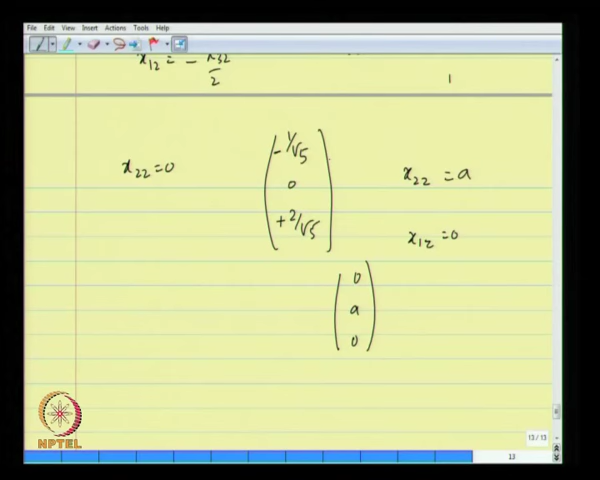 File Edit View Insert Actions Tools Help
x₁₂ = - x₃₂/2
1
x₂₂ = 0
(-1/√5
0
+2/√5)
x₂₂ = a
x₁₂ = 0
(0
a
0)
NPTEL
13 / 13
13